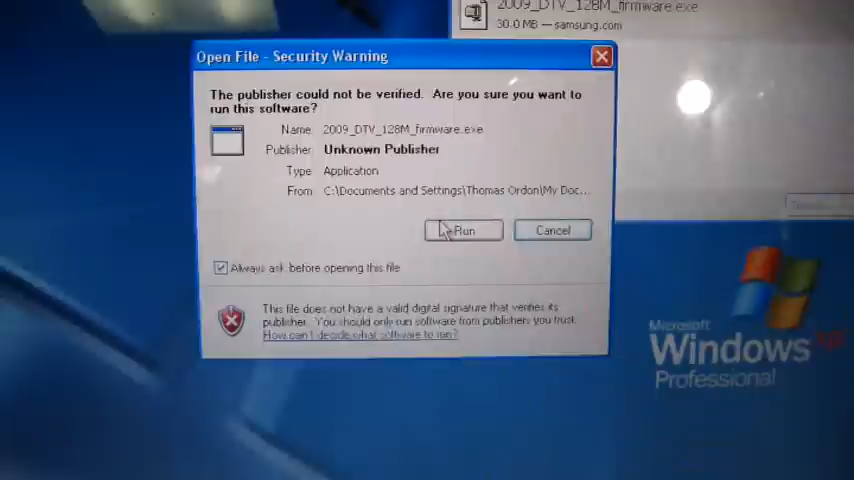 2009_DTV_128M_firmware.exe
30.0 MB — samsung.com
Open File - Security Warning
The publisher could not be verified. Are you sure you want to
run this software?
Name: 2009_DTV_128M_firmware.exe
Publisher: Unknown Publisher
Type: Application
From: C:\Documents and Settings\Thomas Ordon\My Doc...
Run
Cancel
Always ask before opening this file
This file does not have a valid digital signature that verifies its
publisher. You should only run software from publishers you trust.
How can I decide what software to run?
Microsoft
Windows xp
Professional